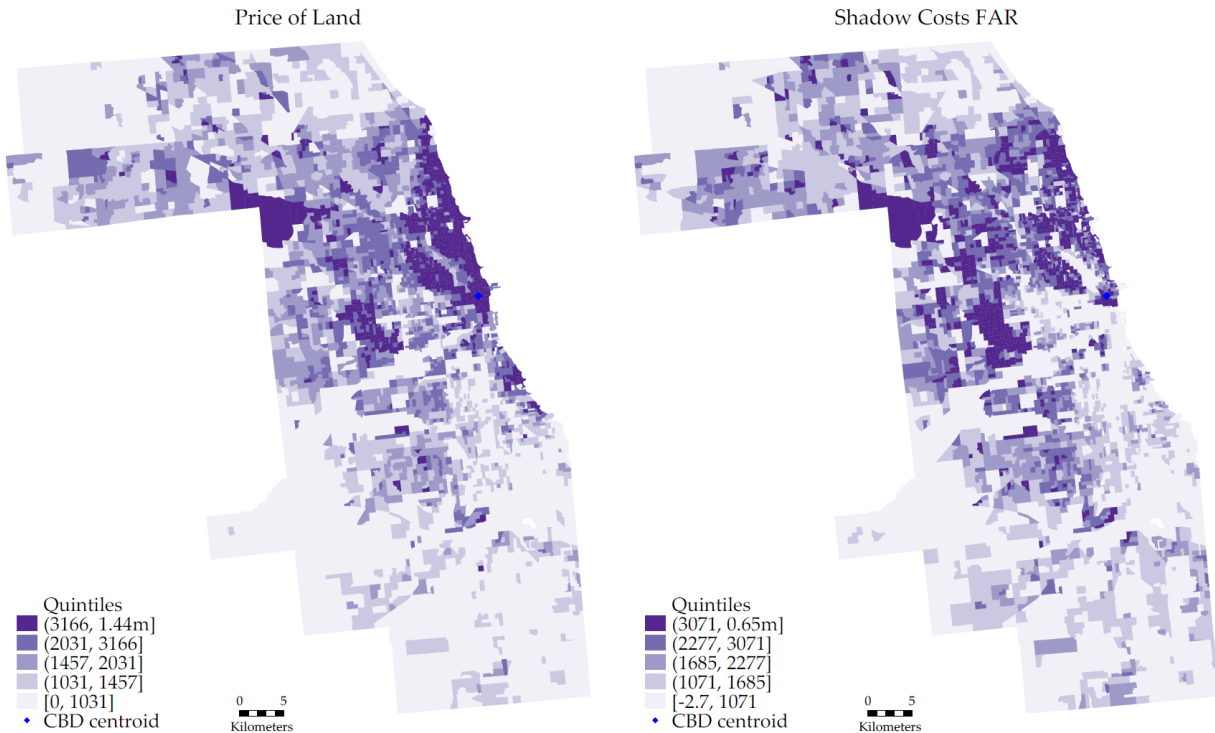 Price of Land
Quintiles
(3166, 1.44m]
(2031, 3166]
(1457, 2031]
(1031, 1457]
[0, 1031]
CBD centroid
0 5
Kilometers
Shadow Costs FAR
Quintiles
(3071, 0.65m]
(2277, 3071]
(1685, 2277]
(1071, 1685]
[-2.7, 1071
CBD centroid
0 5
Kilometers